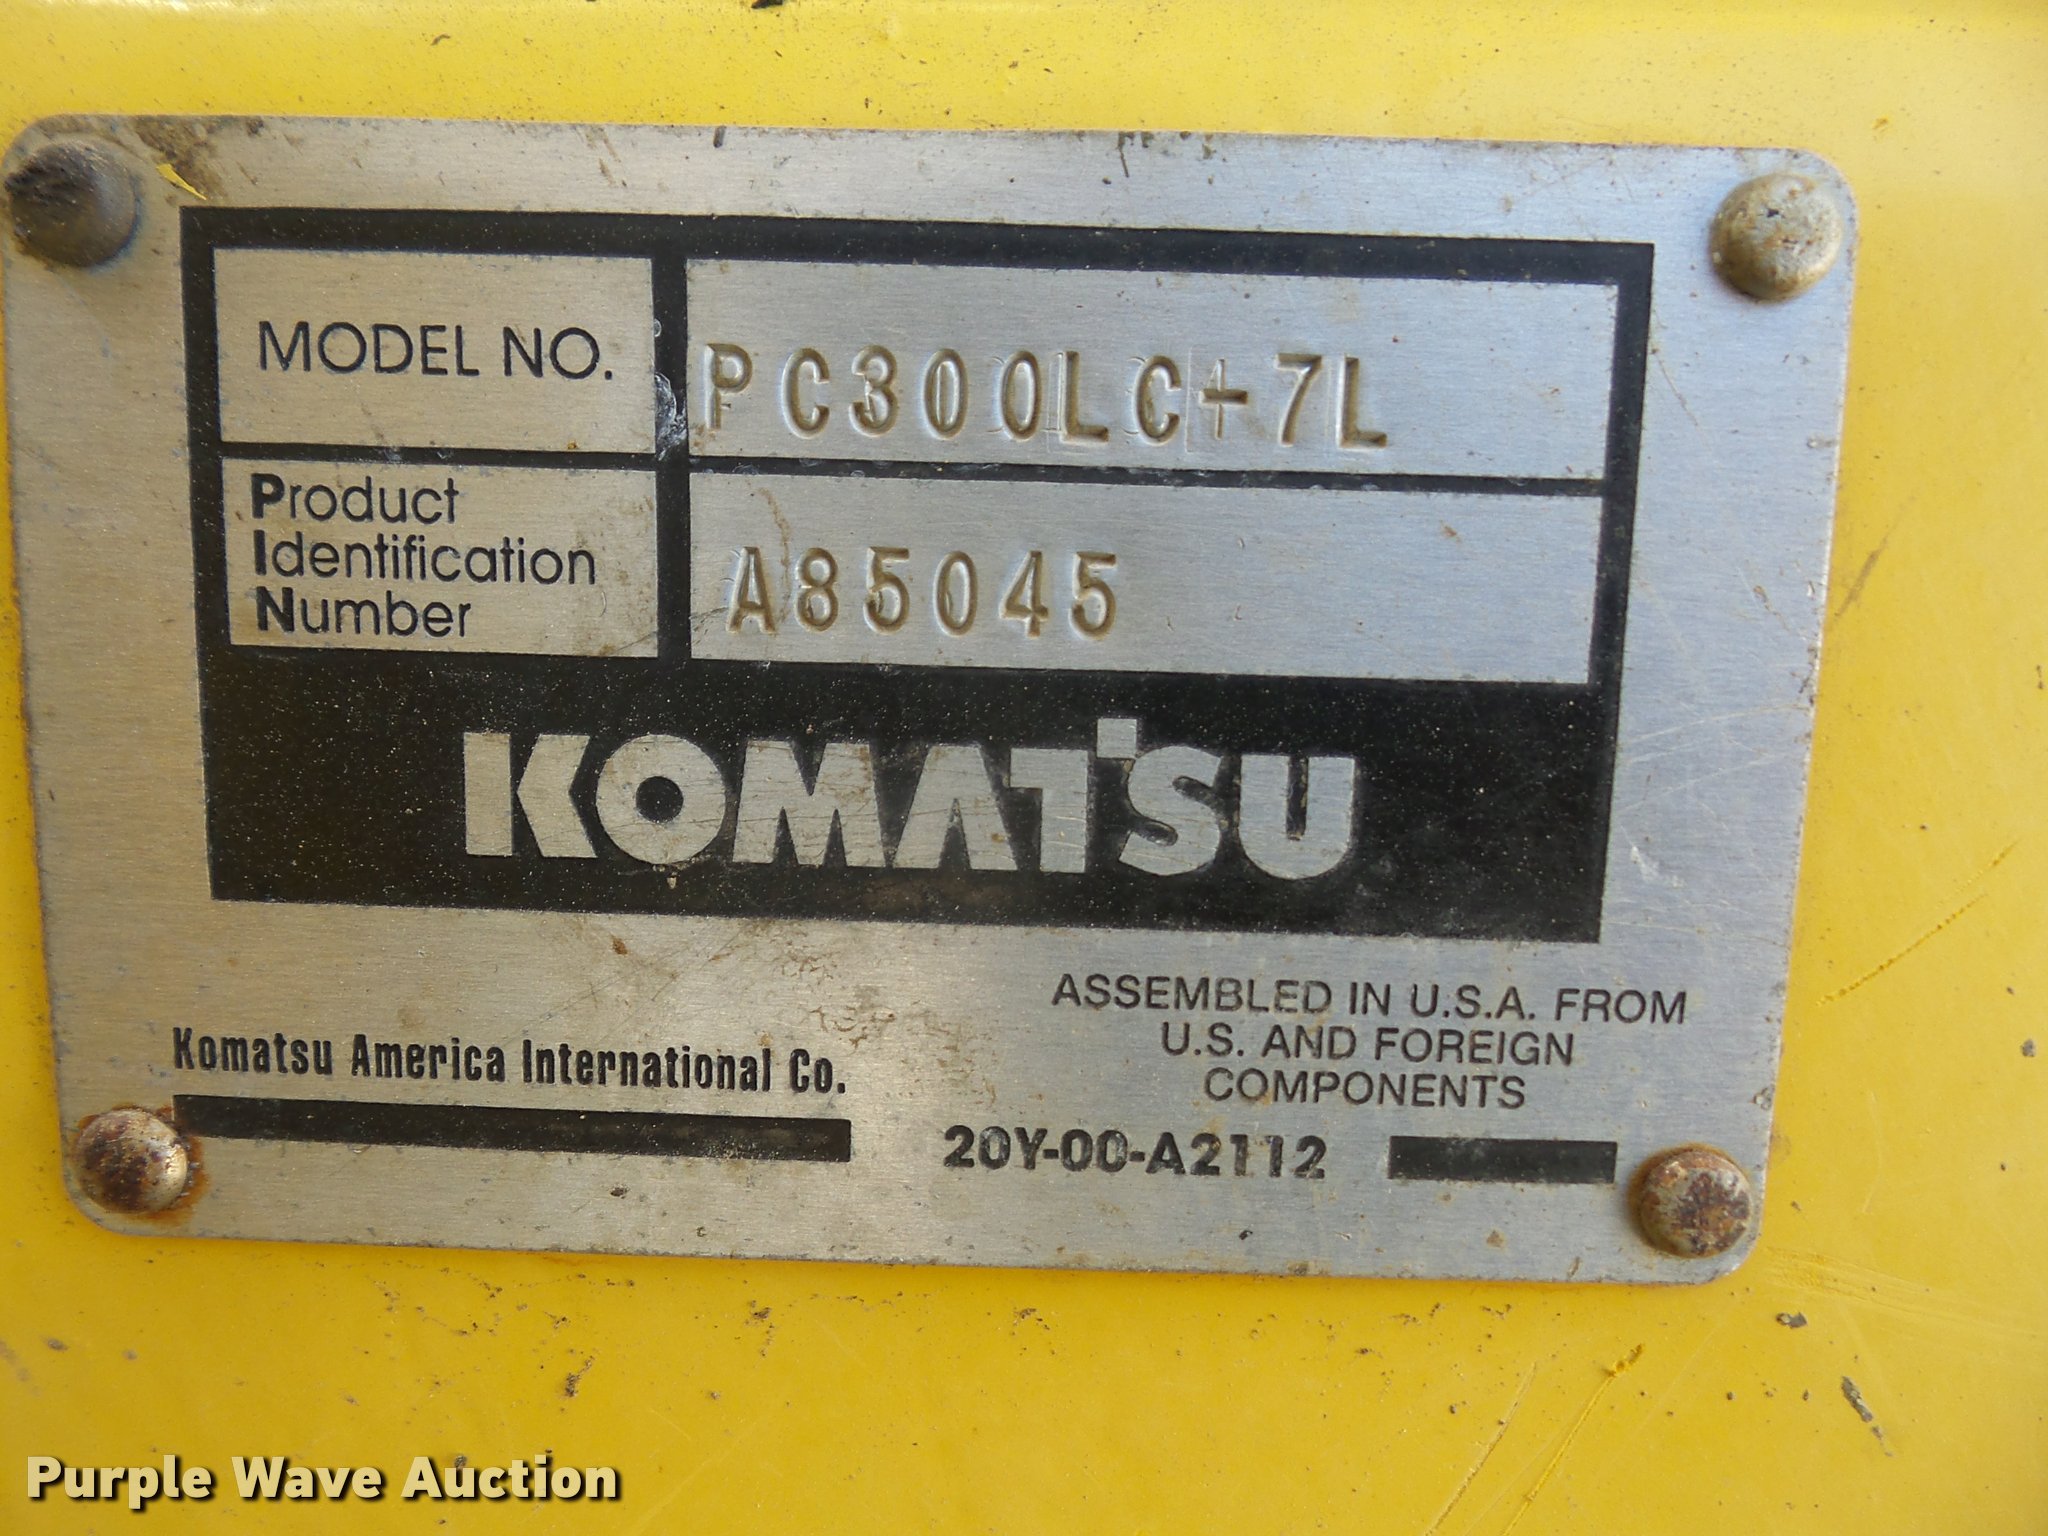 MODEL NO. PC300LC-7L
Product
Identification
Number
A85045
KOMATSU
Komatsu America International Co.
ASSEMBLED IN U.S.A. FROM
U.S. AND FOREIGN
COMPONENTS
20Y-00-A2112
Purple Wave Auction